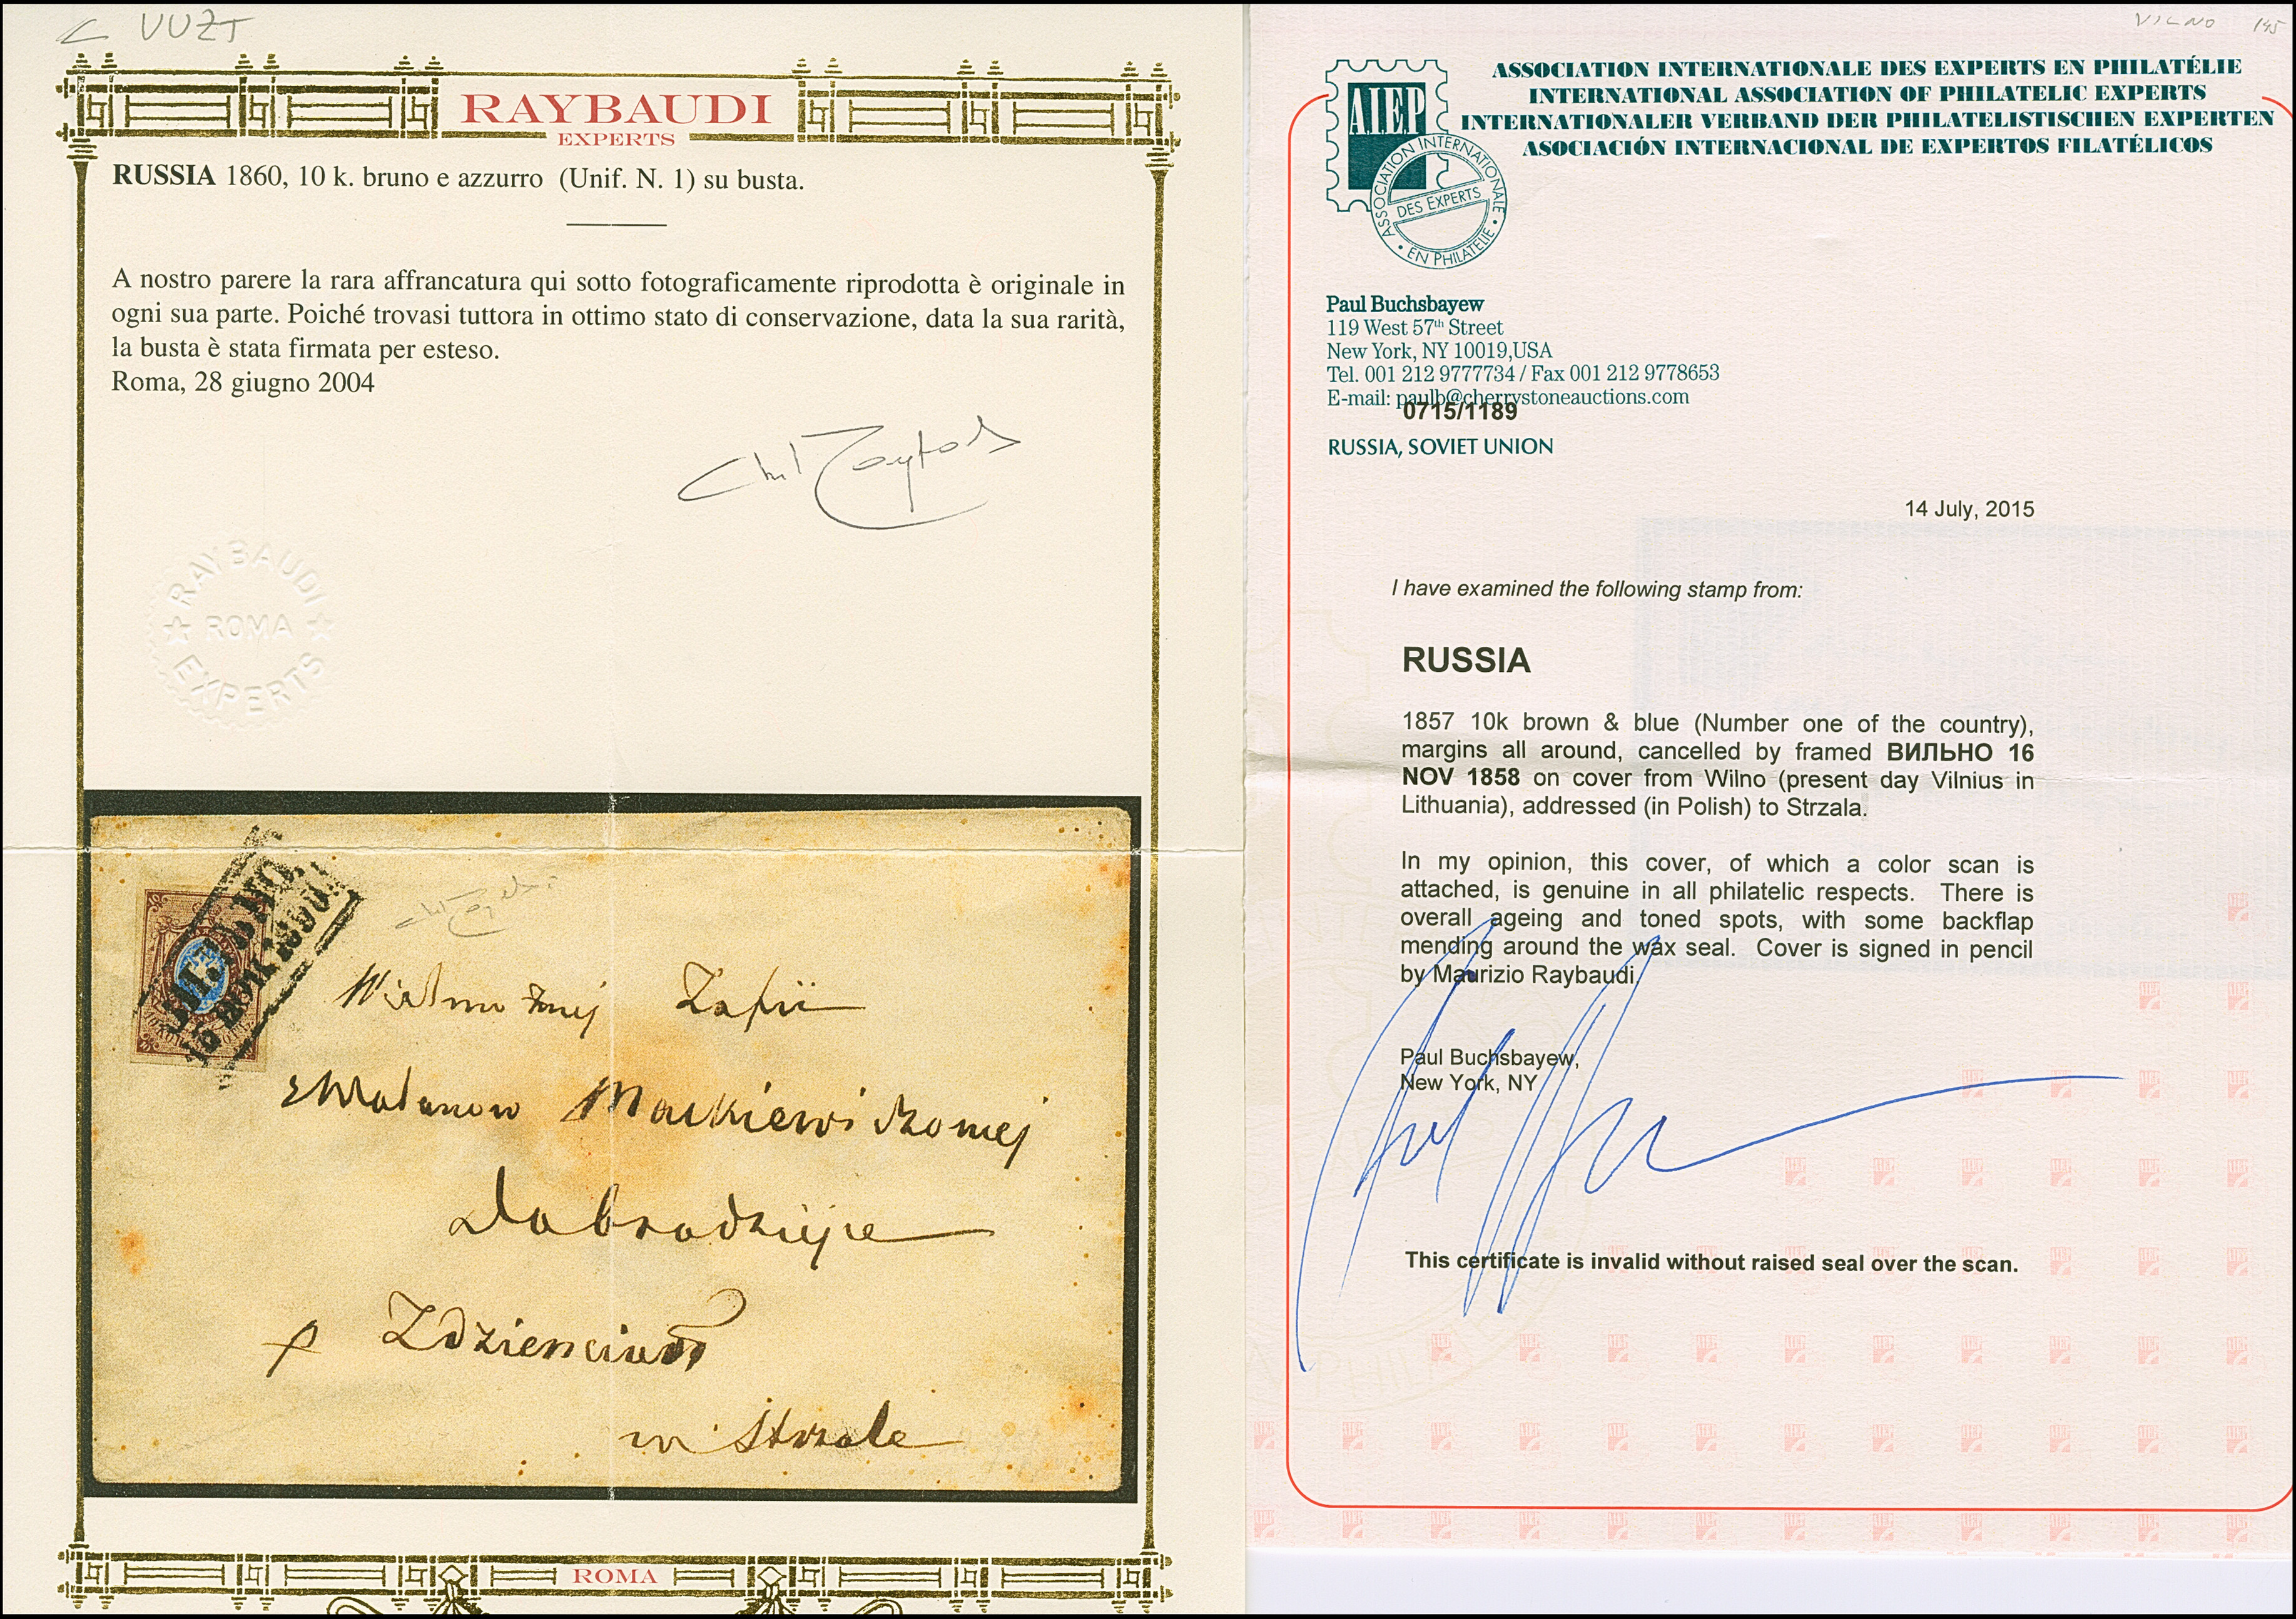 VUZT
RAYBAUDI
EXPERTS
RUSSIA 1860, 10 k. bruno e azzurro (Unif. N. 1) su busta.
A nostro parere la rara affrancatura qui sotto fotograficamente riprodotta è originale in
ogni sua parte. Poiché trovasi tuttora in ottimo stato di conservazione, data la sua rarità,
la busta è stata firmata per esteso.
Roma, 28 giugno 2004
RAYBAUDI
ROMA
EXPERTS
Zofii
Mackiewiczowej
Dobrodziejce
Zdzienciół
w Strzale
ROMA
VILNO 145
AIEP
ASSOCIATION INTERNATIONALE
DES EXPERTS
EN PHILATELIE
ASSOCIATION INTERNATIONALE DES EXPERTS EN PHILATÉLIE
INTERNATIONAL ASSOCIATION OF PHILATELIC EXPERTS
INTERNATIONALER VERBAND DER PHILATELISTISCHEN EXPERTEN
ASOCIACIÓN INTERNACIONAL DE EXPERTOS FILATÉLICOS
Paul Buchsbayew
119 West 57th Street
New York, NY 10019,USA
Tel. 001 212 9777734 / Fax 001 212 9778653
E-mail: paulb@cherrystoneauctions.com
0715/1189
RUSSIA, SOVIET UNION
14 July, 2015
I have examined the following stamp from:
RUSSIA
1857 10k brown & blue (Number one of the country),
margins all around, cancelled by framed ВИЛЬНО 16
NOV 1858 on cover from Wilno (present day Vilnius in
Lithuania), addressed (in Polish) to Strzala.
In my opinion, this cover, of which a color scan is
attached, is genuine in all philatelic respects. There is
overall ageing and toned spots, with some backflap
mending around the wax seal. Cover is signed in pencil
by Maurizio Raybaudi.
Paul Buchsbayew,
New York, NY
This certificate is invalid without raised seal over the scan.